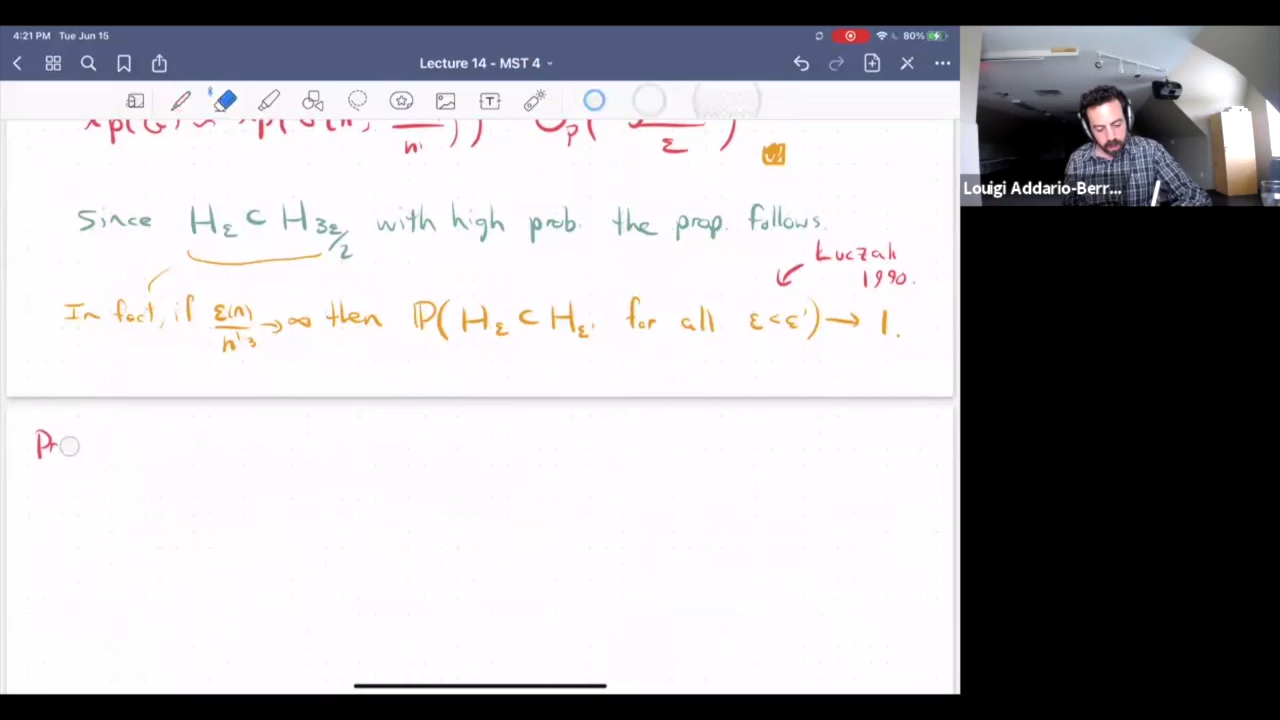 4:21 PM Tue Jun 15
80%
Lecture 14 - MST 4
Since H_ε ⊂ H_{3ε/2} with high prob. the prop. follows.
Łuczak
1990.
In fact, if ε(n)/n^{1/3} → ∞ then P(H_ε ⊂ H_ε' for all ε < ε') → 1.
Pr
Louigi Addario-Berr...